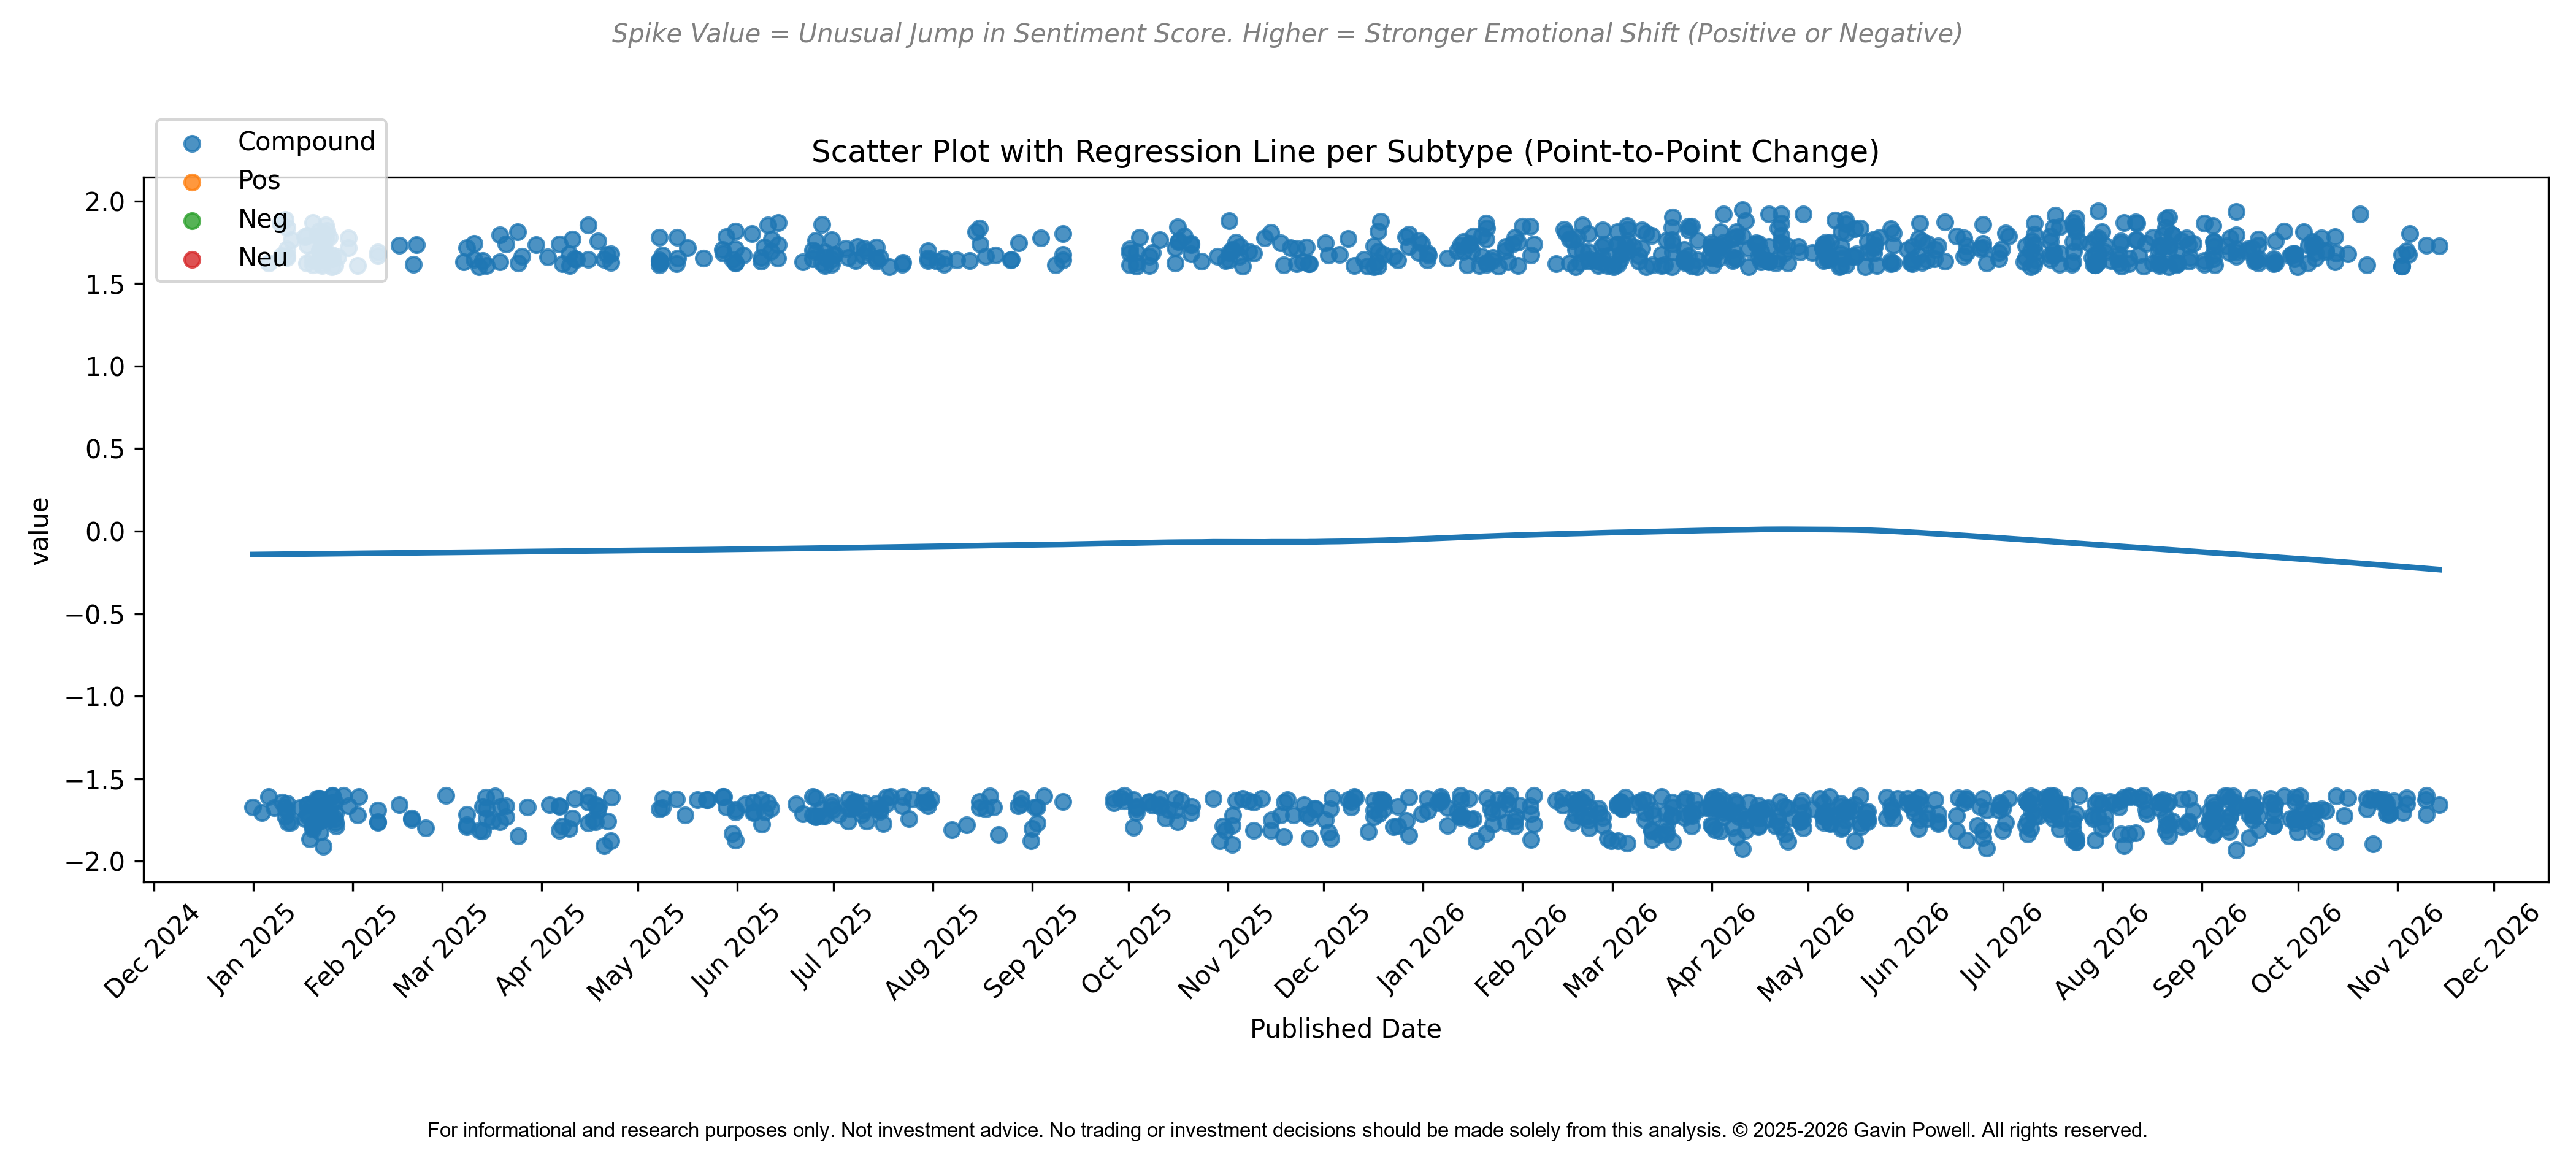 Spike Value = Unusual Jump in Sentiment Score. Higher = Stronger Emotional Shift (Positive or Negative)
Scatter Plot with Regression Line per Subtype (Point-to-Point Change)
Compound
Pos
Neg
Neu
value
2.0
1.5
1.0
0.5
0.0
−0.5
−1.0
−1.5
−2.0
Dec 2024
Jan 2025
Feb 2025
Mar 2025
Apr 2025
May 2025
Jun 2025
Jul 2025
Aug 2025
Sep 2025
Oct 2025
Nov 2025
Dec 2025
Jan 2026
Feb 2026
Mar 2026
Apr 2026
May 2026
Jun 2026
Jul 2026
Aug 2026
Sep 2026
Oct 2026
Nov 2026
Dec 2026
Published Date
For informational and research purposes only. Not investment advice. No trading or investment decisions should be made solely from this analysis. © 2025-2026 Gavin Powell. All rights reserved.